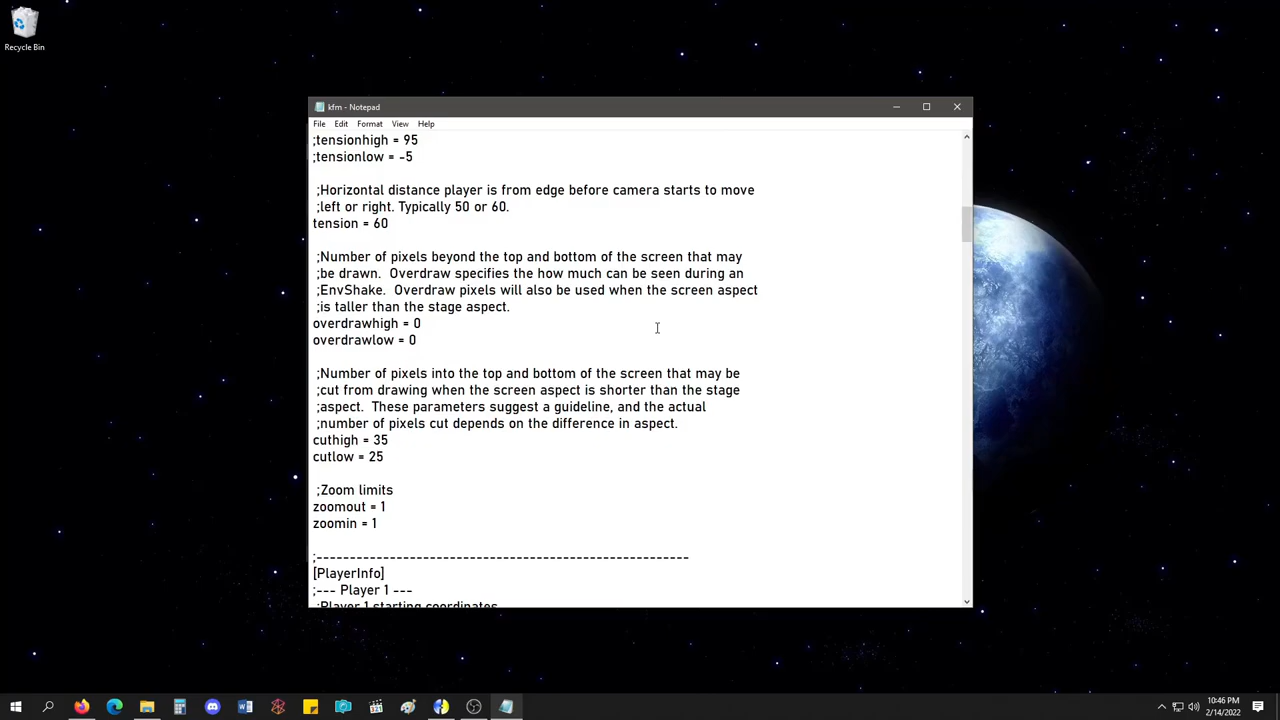 Recycle Bin
kfm - Notepad
File Edit Format View Help
;tensionhigh = 95
;tensionlow = -5
;Horizontal distance player is from edge before camera starts to move
;left or right. Typically 50 or 60.
tension = 60
;Number of pixels beyond the top and bottom of the screen that may
;be drawn.  Overdraw specifies the how much can be seen during an
;EnvShake.  Overdraw pixels will also be used when the screen aspect
;is taller than the stage aspect.
overdrawhigh = 0
overdrawlow = 0
;Number of pixels into the top and bottom of the screen that may be
;cut from drawing when the screen aspect is shorter than the stage
;aspect.  These parameters suggest a guideline, and the actual
;number of pixels cut depends on the difference in aspect.
cuthigh = 35
cutlow = 25
;Zoom limits
zoomout = 1
zoomin = 1
;--------------------------------------------------------
[PlayerInfo]
;--- Player 1 ---
;Player 1 starting coordinates
10:46 PM
2/14/2022